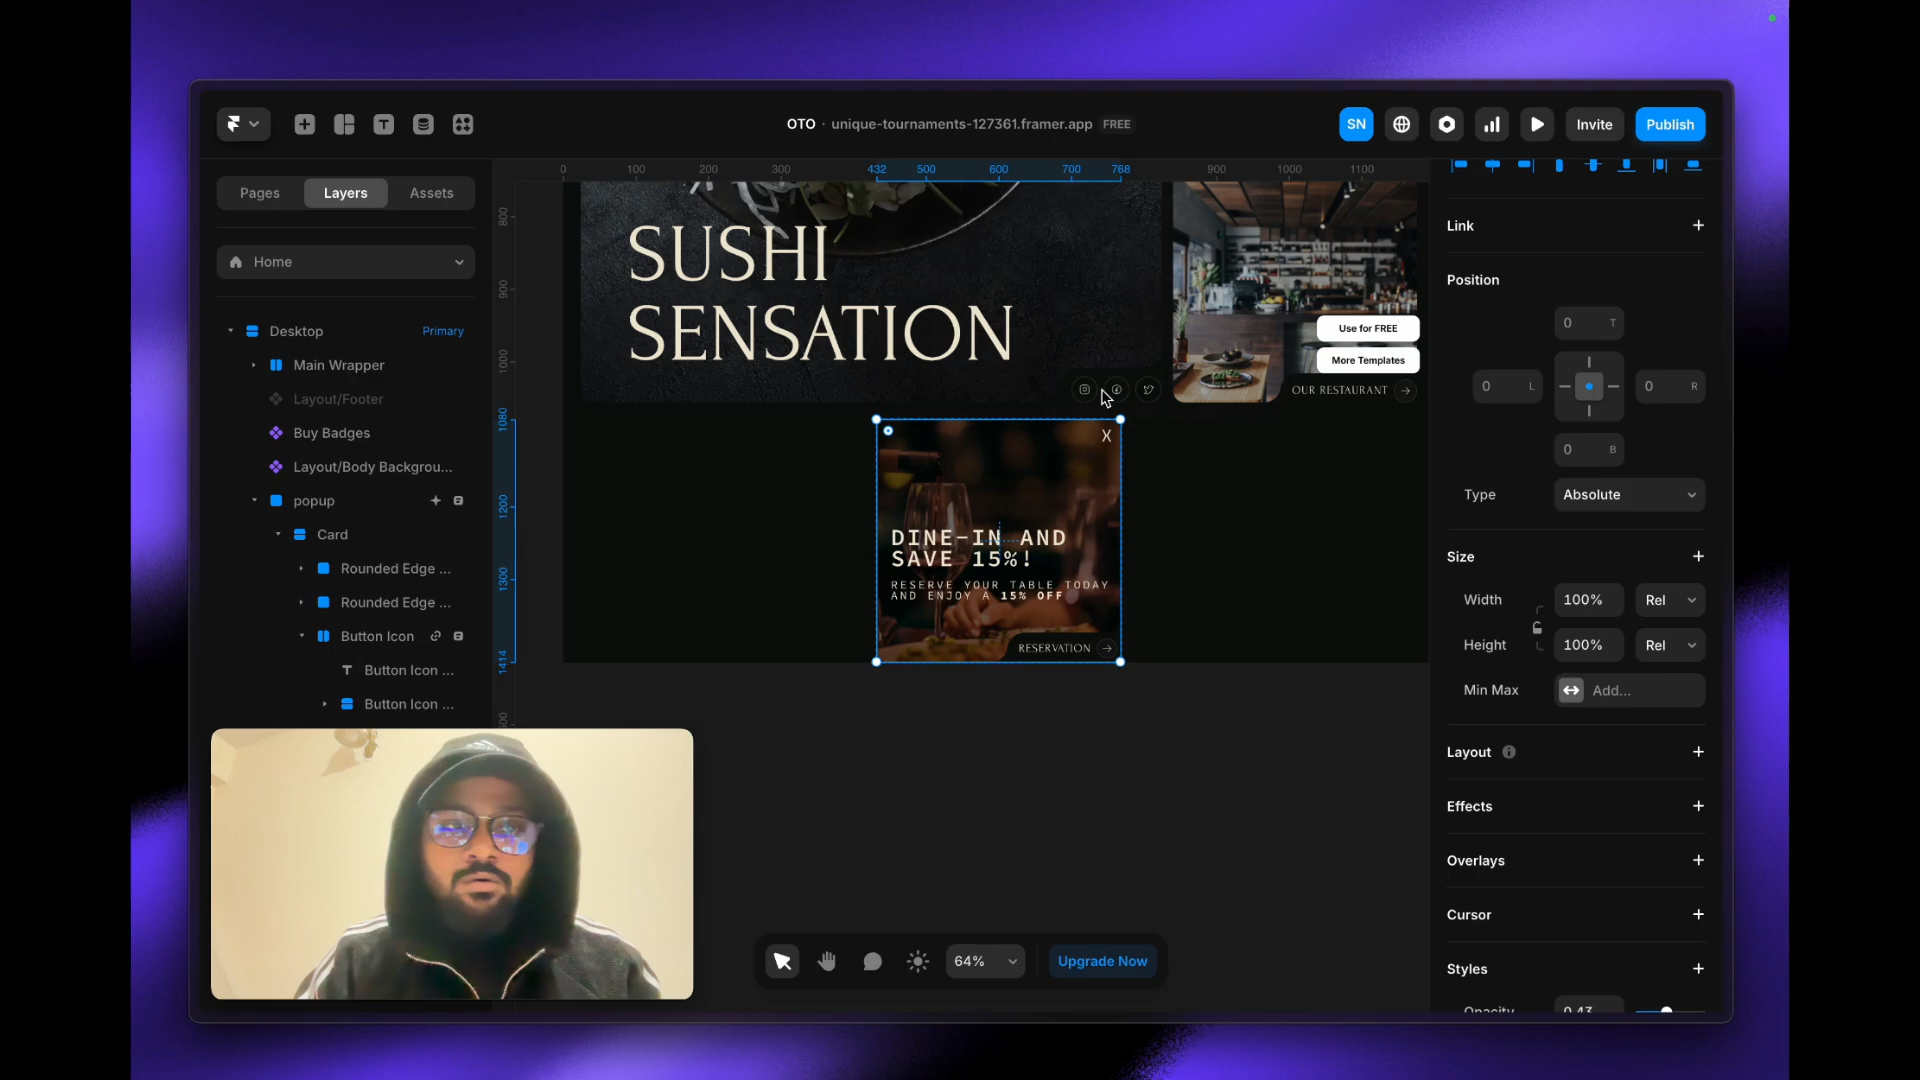 OTO · unique-tournaments-127361.framer.app FREE
SN
Invite
Publish
Pages
Layers
Assets
Home
Desktop
Primary
Main Wrapper
Layout/Footer
Buy Badges
Layout/Body Backgrou...
popup
Card
Rounded Edge ...
Rounded Edge ...
Button Icon
Button Icon ...
Button Icon ...
0 100 200 300 432 500 600 700 768 900 1000 1100
800
900
1000
1080
1200
1300
1414
SUSHI
SENSATION
Use for FREE
More Templates
OUR RESTAURANT
X
DINE-IN AND
SAVE 15%!
RESERVE YOUR TABLE TODAY
AND ENJOY A 15% OFF
RESERVATION
64%
Upgrade Now
Link
Position
0 T
0 L
0 R
0 B
Type
Absolute
Size
Width
100%
Rel
Height
100%
Rel
Min Max
Add...
Layout
Effects
Overlays
Cursor
Styles
Opacity
0.43